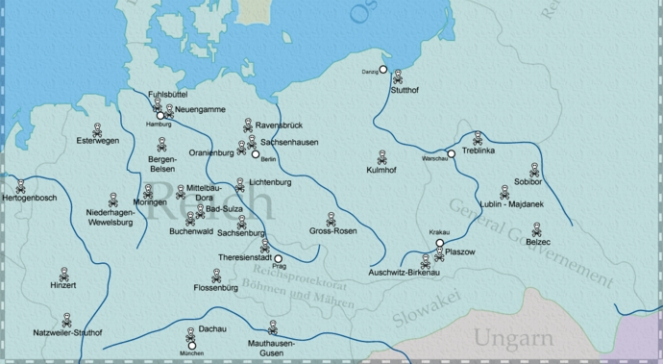 Os
Re
Danzig
Stutthof
Fuhlsbüttel
Neuengamme
Hamburg
Esterwegen
Ravensbrück
Sachsenhausen
Oranienburg
Berlin
Bergen-
Belsen
Kulmhof
Warschau
Treblinka
Sobibor
Hertogenbosch
Niederhagen-
Wewelsburg
Moringen
Mittelbau-
Dora
Lichtenburg
Bad-Sulza
Reich
Buchenwald
Sachsenburg
Gross-Rosen
Lublin - Majdanek
General Gouvernement
Belzec
Krakau
Plaszow
Theresienstadt
Prag
Auschwitz-Birkenau
Reichsprotektorat
Böhmen und Mähren
Hinzert
Flossenbürg
Slowakei
Natzweiler-Struthof
Dachau
München
Mauthausen-
Gusen
Ungarn